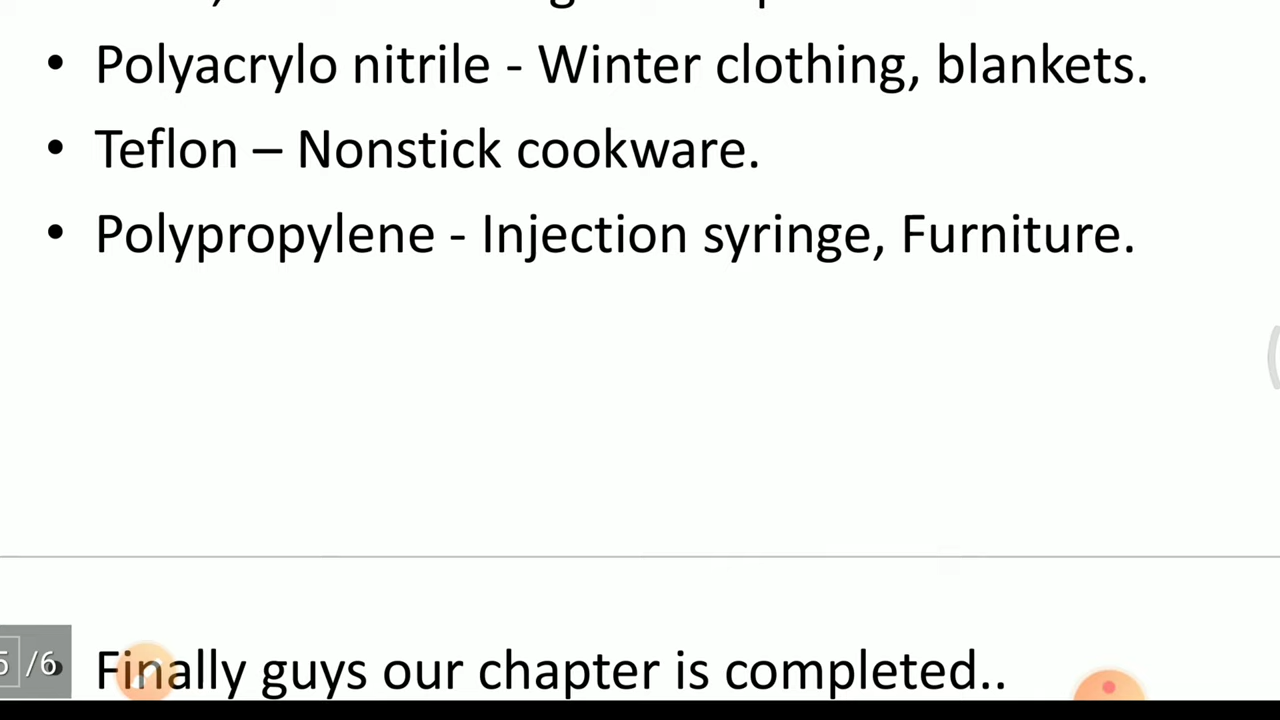 • Polyacrylo nitrile - Winter clothing, blankets.
• Teflon – Nonstick cookware.
• Polypropylene - Injection syringe, Furniture.
5 /6
• Finally guys our chapter is completed..